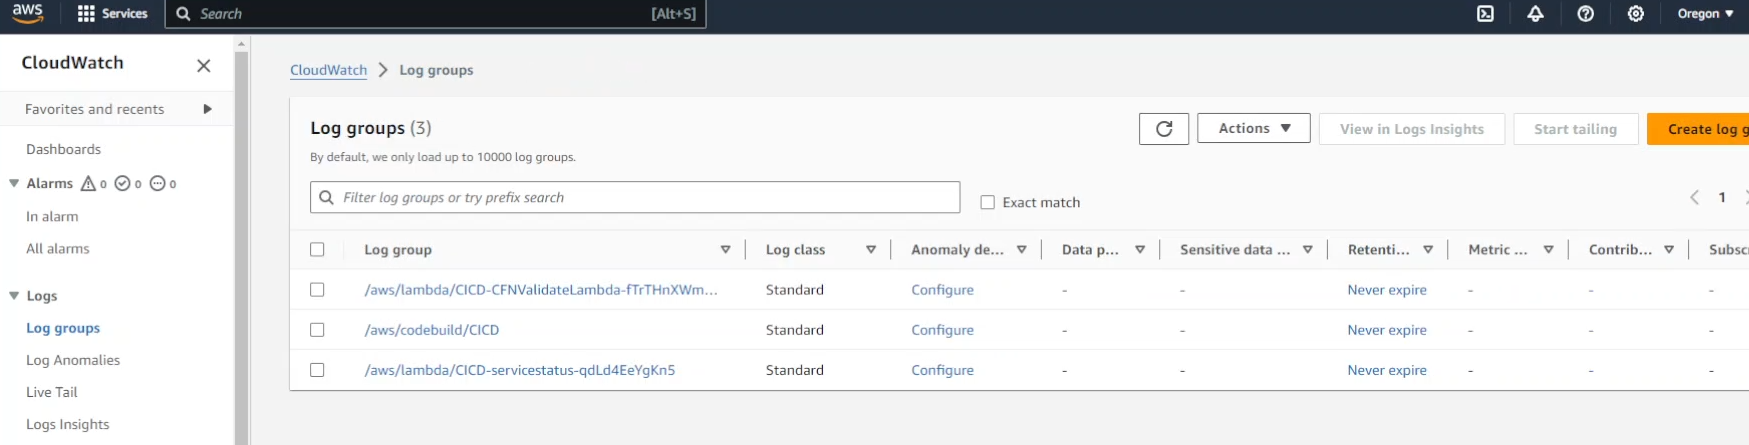 aws Services Search [Alt+S] Oregon
CloudWatch
Favorites and recents
Dashboards
Alarms 0 0 0
In alarm
All alarms
Logs
Log groups
Log Anomalies
Live Tail
Logs Insights
CloudWatch > Log groups
Log groups (3)
By default, we only load up to 10000 log groups.
Actions View in Logs Insights Start tailing Create log g
Filter log groups or try prefix search Exact match 1
Log group Log class Anomaly de... Data p... Sensitive data ... Retenti... Metric ... Contrib... Subsc
/aws/lambda/CICD-CFNValidateLambda-fTrTHnXWm... Standard Configure - - Never expire - - -
/aws/codebuild/CICD Standard Configure - - Never expire - - -
/aws/lambda/CICD-servicestatus-qdLd4EeYgKn5 Standard Configure - - Never expire - - -